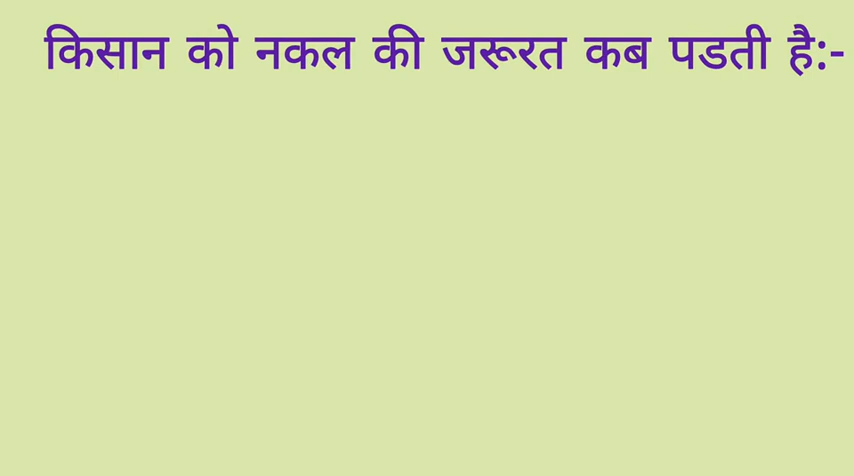 किसान को नकल की जरूरत कब पडती है:-